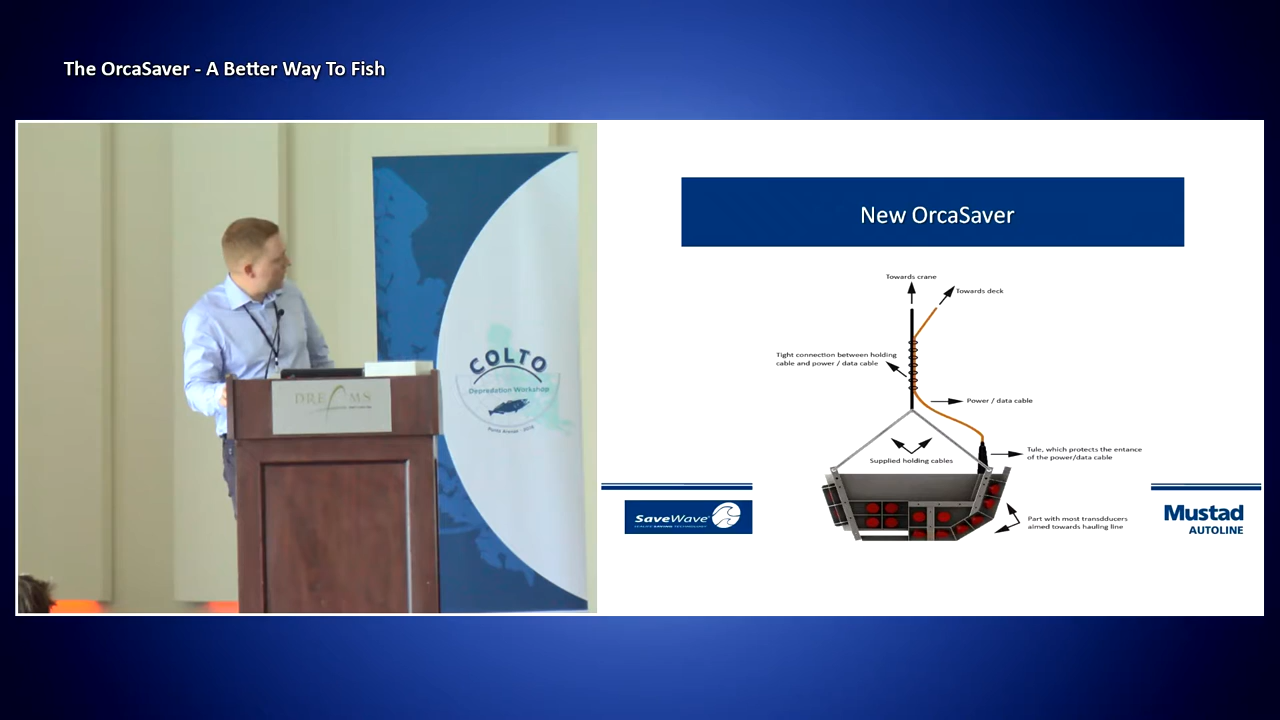 The OrcaSaver - A Better Way To Fish
DREAMS
COLTO
Depredation Workshop
New OrcaSaver
Towards crane
Towards deck
Tight connection between holding
cable and power / data cable
Power / data cable
Supplied holding cables
Tule, which protects the entance
of the power/data cable
Part with most transdducers
aimed towards hauling line
SaveWave
Mustad
AUTOLINE